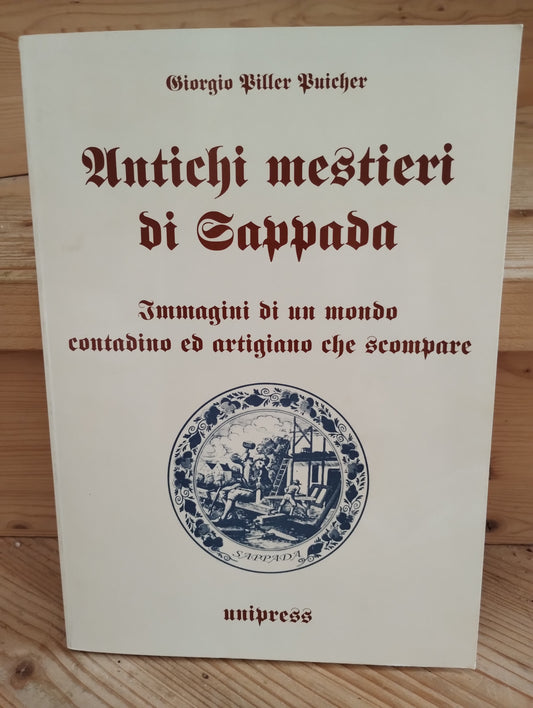 Giorgio Piller Puicher
Antichi mestieri
di Sappada
Immagini di un mondo
contadino ed artigiano che scompare
SAPPADA
unipress